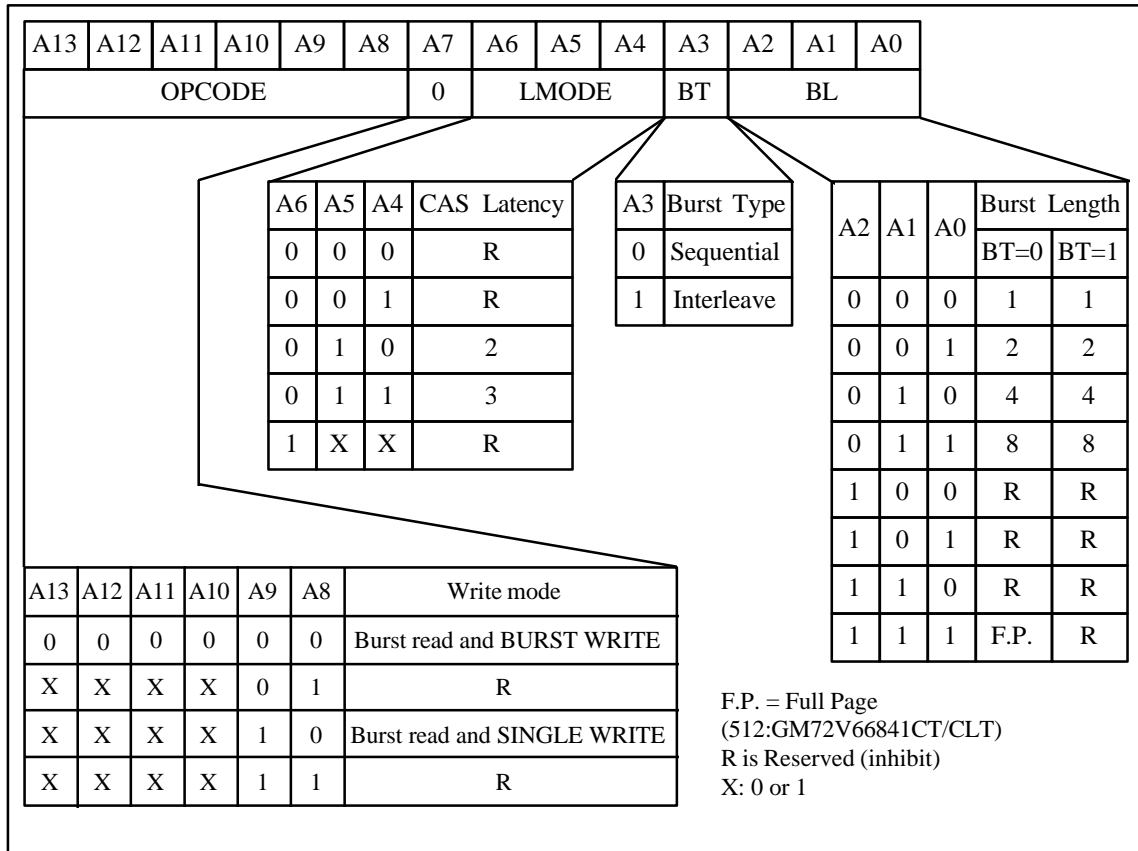 A13 A12 A11 A10 A9 A8 A7 A6 A5 A4 A3 A2 A1 A0
OPCODE 0 LMODE BT BL
A6 A5 A4 CAS Latency
0 0 0 R
0 0 1 R
0 1 0 2
0 1 1 3
1 X X R
A3 Burst Type
0 Sequential
1 Interleave
A2 A1 A0 Burst Length
BT=0 BT=1
0 0 0 1 1
0 0 1 2 2
0 1 0 4 4
0 1 1 8 8
1 0 0 R R
1 0 1 R R
1 1 0 R R
1 1 1 F.P. R
A13 A12 A11 A10 A9 A8 Write mode
0 0 0 0 0 0 Burst read and BURST WRITE
X X X X 0 1 R
X X X X 1 0 Burst read and SINGLE WRITE
X X X X 1 1 R
F.P. = Full Page
(512:GM72V66841CT/CLT)
R is Reserved (inhibit)
X: 0 or 1